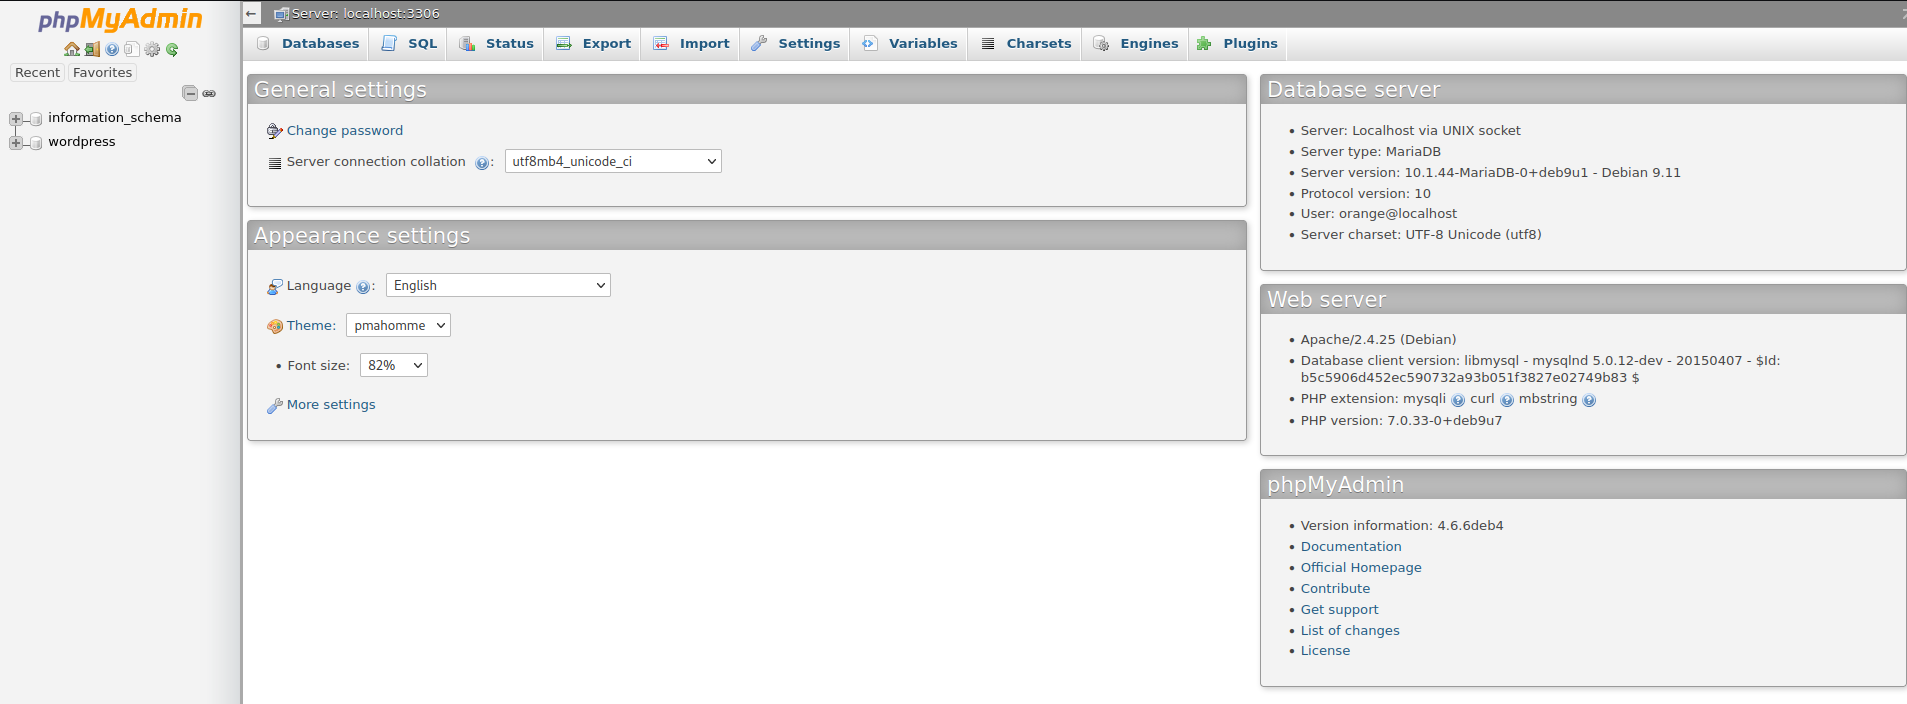 phpMyAdmin
Recent Favorites
information_schema
wordpress
Server: localhost:3306
Databases SQL Status Export Import Settings Variables Charsets Engines Plugins
General settings
Change password
Server connection collation : utf8mb4_unicode_ci
Appearance settings
Language : English
Theme: pmahomme
• Font size: 82%
More settings
Database server
• Server: Localhost via UNIX socket
• Server type: MariaDB
• Server version: 10.1.44-MariaDB-0+deb9u1 - Debian 9.11
• Protocol version: 10
• User: orange@localhost
• Server charset: UTF-8 Unicode (utf8)
Web server
• Apache/2.4.25 (Debian)
• Database client version: libmysql - mysqlnd 5.0.12-dev - 20150407 - $Id:
b5c5906d452ec590732a93b051f3827e02749b83 $
• PHP extension: mysqli curl mbstring
• PHP version: 7.0.33-0+deb9u7
phpMyAdmin
• Version information: 4.6.6deb4
• Documentation
• Official Homepage
• Contribute
• Get support
• List of changes
• License